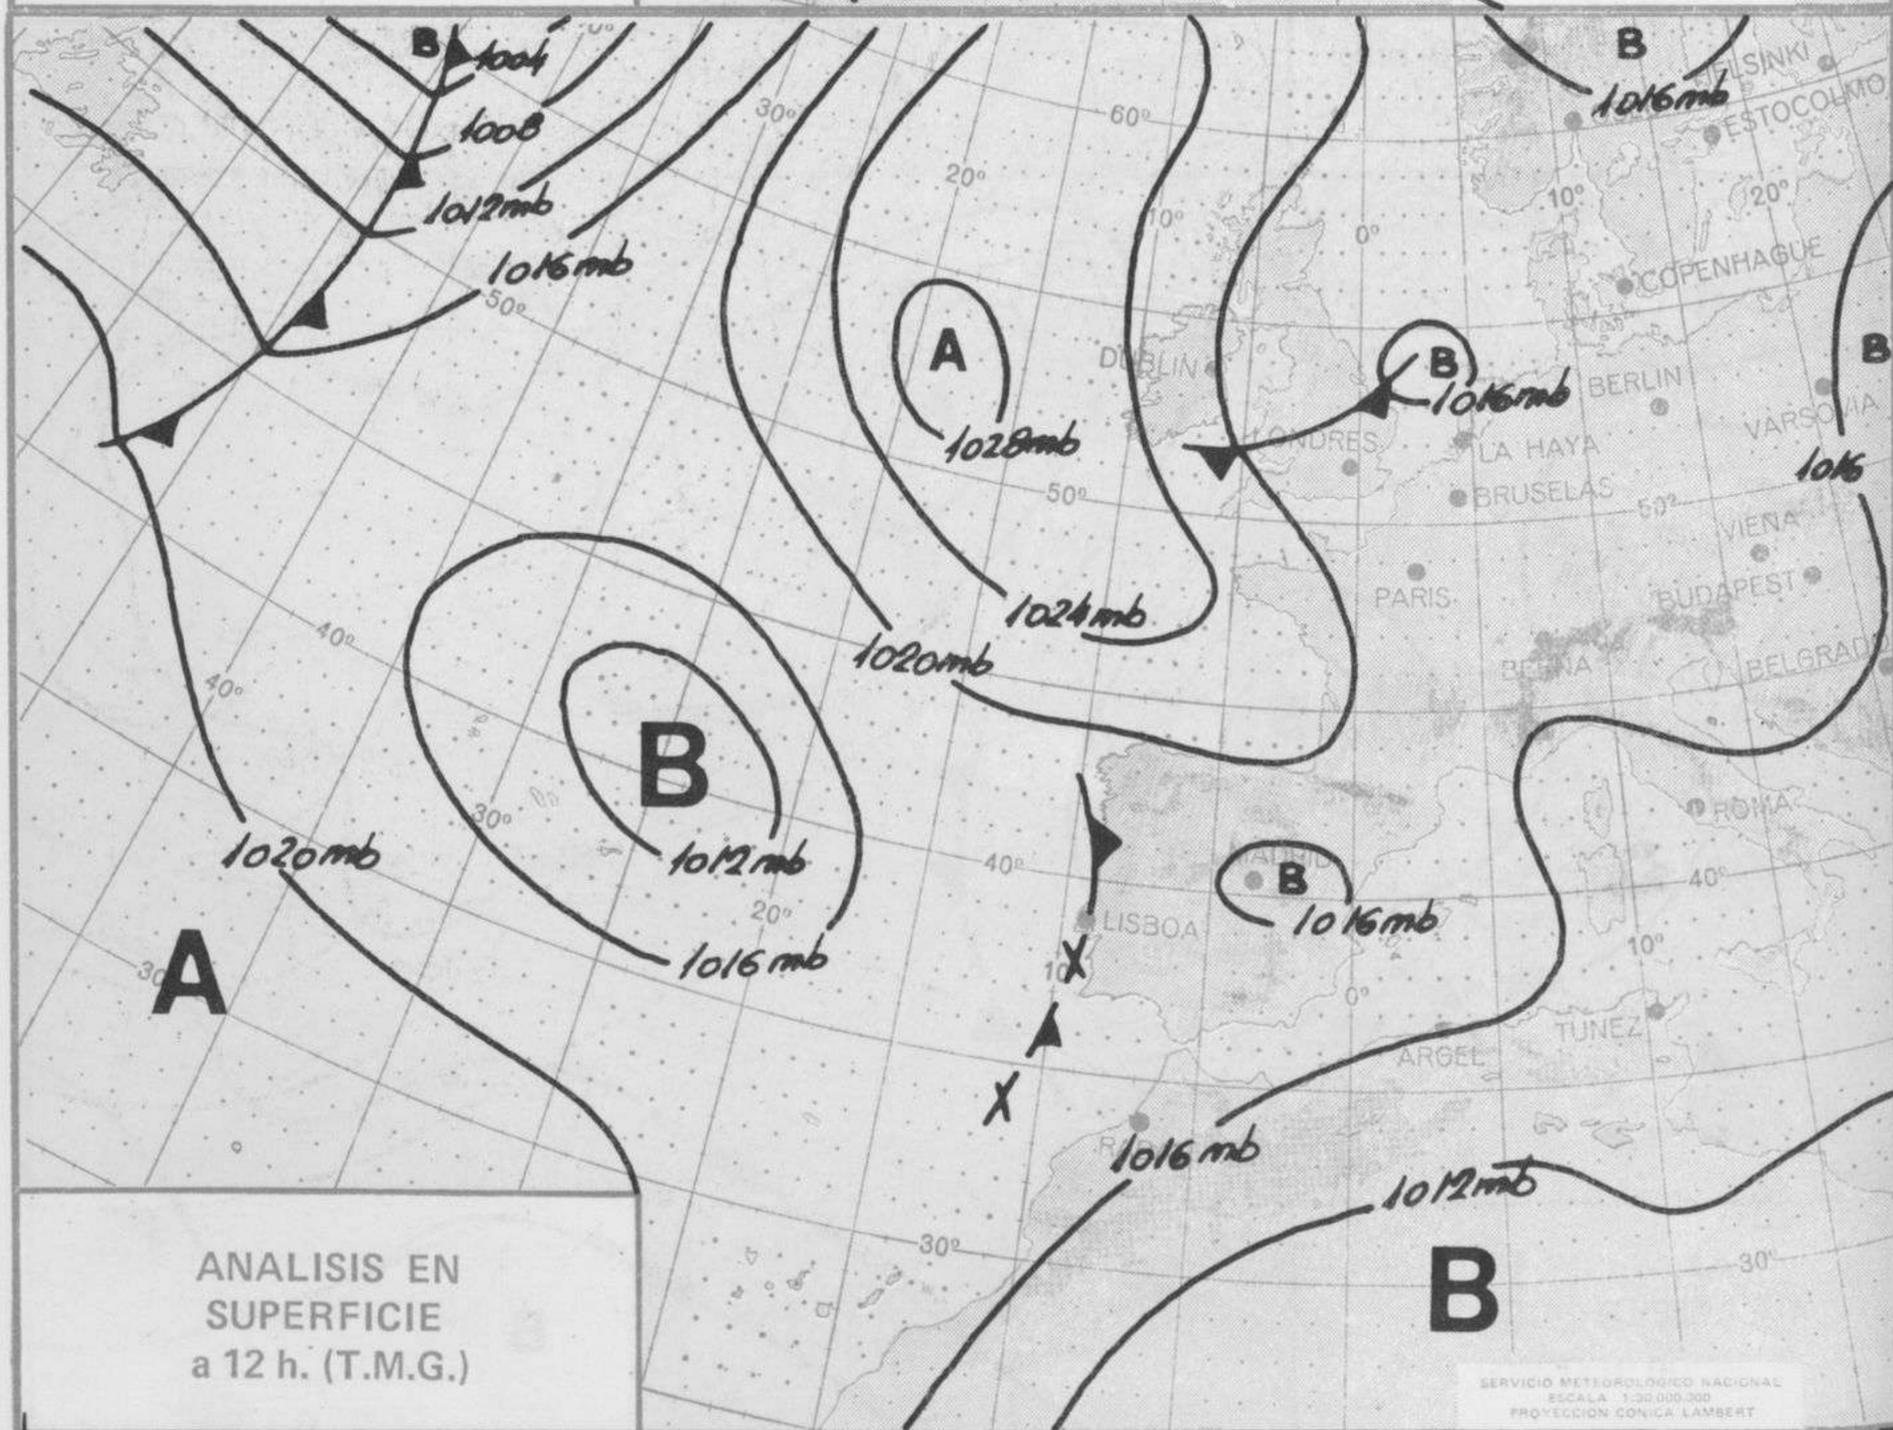 B
1004
B
HELSINKI
1016mb
ESTOCOLMO
30º
60º
1008
20º
1012mb
10º
10º
20º
0º
1016mb
50º
COPENHAGUE
A
DUBLIN
B
BERLIN
B
1016mb
VARSOVIA
1028mb
LONDRES
LA HAYA
1016
50º
BRUSELAS
50º
VIENA
PARIS
BUDAPEST
1024mb
40º
1020mb
BERNA
BELGRADO
40º
B
30º
ROMA
1020mb
1012mb
40º
MADRID
B
40º
20º
LISBOA
1016mb
A
30º
1016mb
X
10º
0º
10º
TUNEZ
ARGEL
X
1016mb
1012mb
30º
30º
B
ANALISIS EN
SUPERFICIE
a 12 h. (T.M.G.)
SERVICIO METEOROLOGICO NACIONAL
ESCALA 1:30.000.000
PROYECCION CONICA LAMBERT